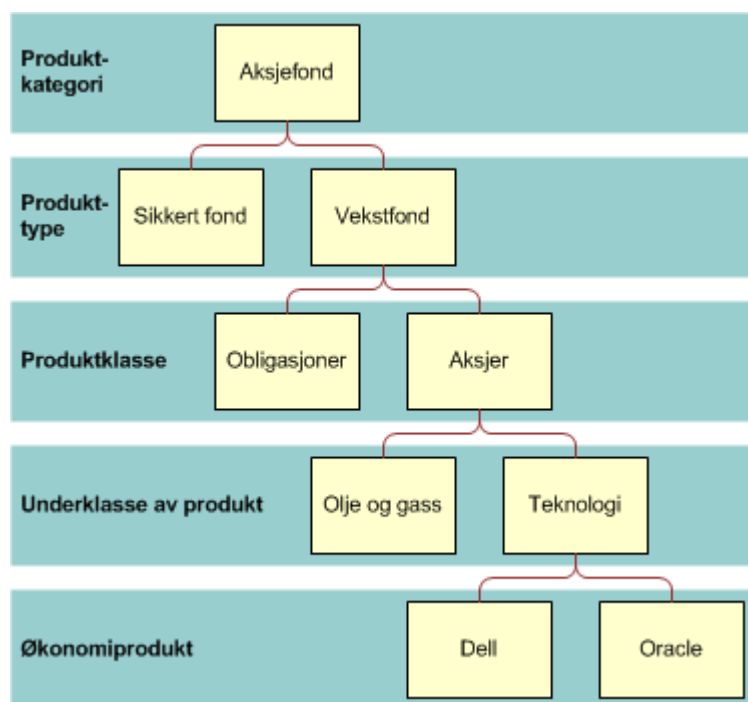 Produkt-
kategori
Aksjefond
Produkt-
type
Sikkert fond
Vekstfond
Produktklasse
Obligasjoner
Aksjer
Underklasse av produkt
Olje og gass
Teknologi
Økonomiprodukt
Dell
Oracle